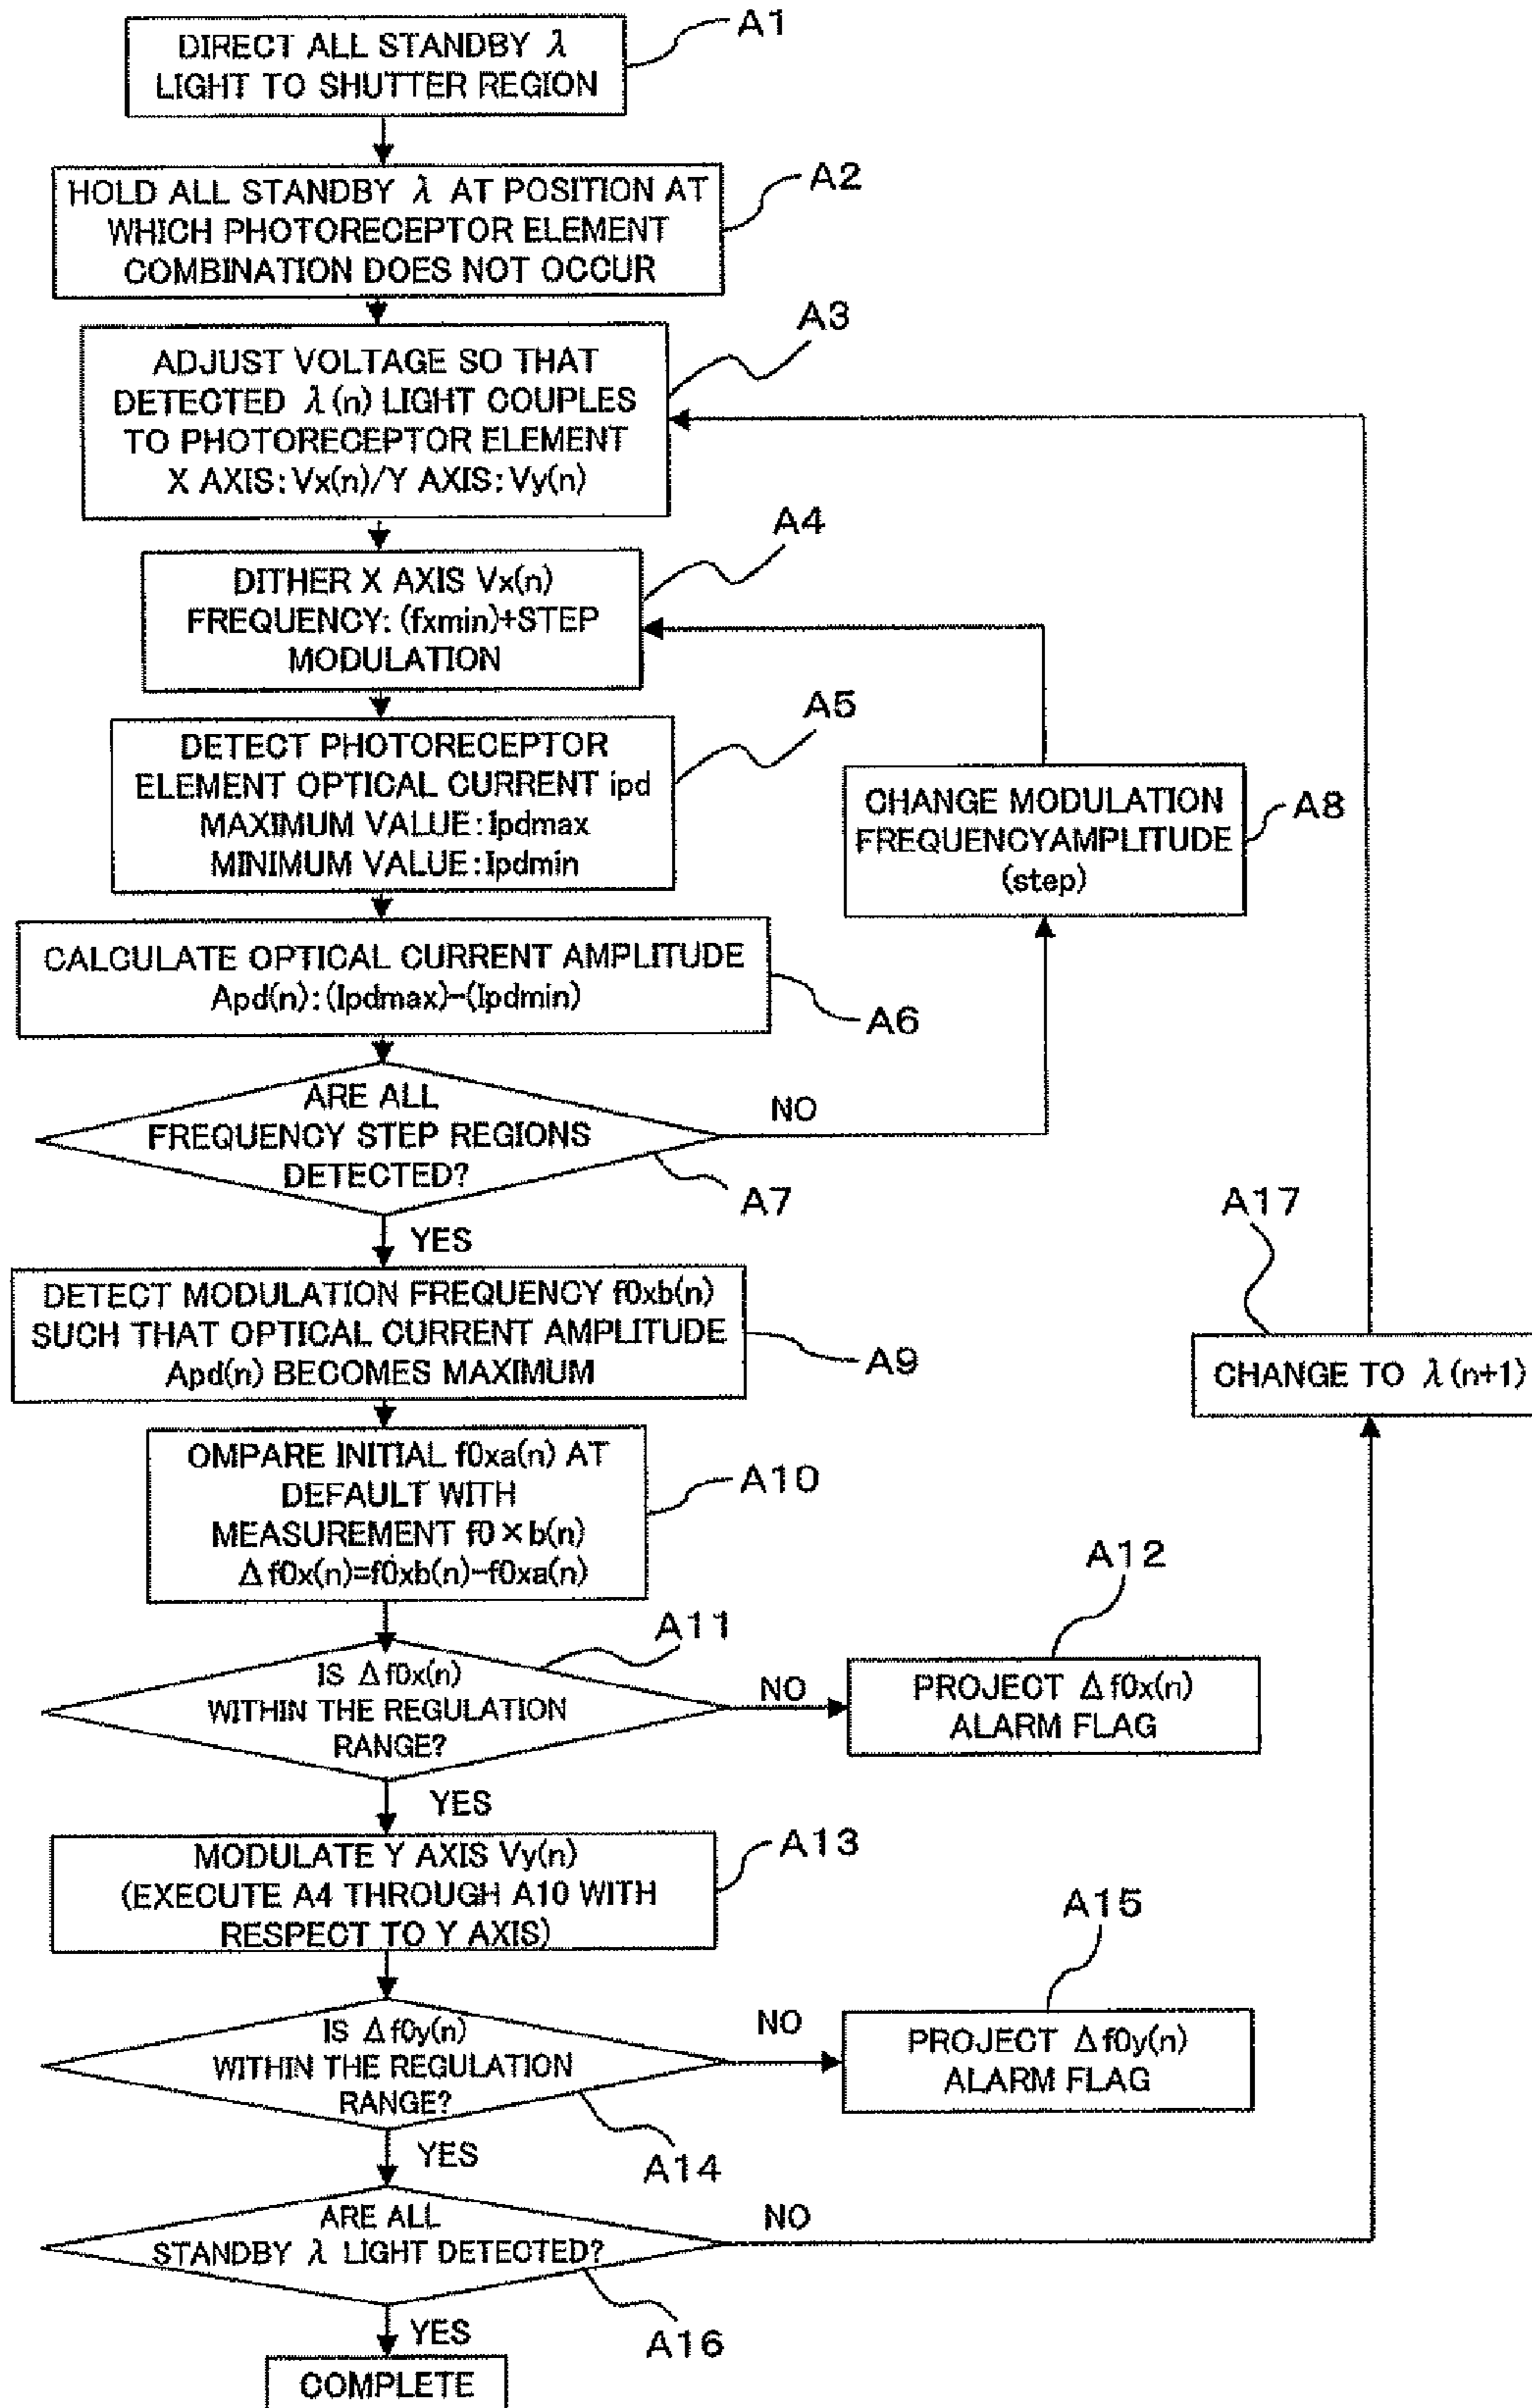 A1
DIRECT ALL STANDBY λ
LIGHT TO SHUTTER REGION
A2
HOLD ALL STANDBY λ AT POSITION AT
WHICH PHOTORECEPTOR ELEMENT
COMBINATION DOES NOT OCCUR
A3
ADJUST VOLTAGE SO THAT
DETECTED λ(n) LIGHT COUPLES
TO PHOTORECEPTOR ELEMENT
X AXIS:Vx(n)/Y AXIS:Vy(n)
A4
DITHER X AXIS Vx(n)
FREQUENCY: (fxmin)+STEP
MODULATION
A5
DETECT PHOTORECEPTOR
ELEMENT OPTICAL CURRENT ipd
MAXIMUM VALUE:Ipdmax
MINIMUM VALUE:Ipdmin
CHANGE MODULATION
FREQUENCYAMPLITUDE
(step)
A8
CALCULATE OPTICAL CURRENT AMPLITUDE
Apd(n):(Ipdmax)-(Ipdmin)
A6
ARE ALL
FREQUENCY STEP REGIONS
DETECTED?
NO
A7
YES
A17
DETECT MODULATION FREQUENCY f0xb(n)
SUCH THAT OPTICAL CURRENT AMPLITUDE
Apd(n) BECOMES MAXIMUM
A9
CHANGE TO λ(n+1)
OMPARE INITIAL f0xa(n) AT
DEFAULT WITH
MEASUREMENT f0×b(n)
Δf0x(n)=f0xb(n)-f0xa(n)
A10
A11
IS Δf0x(n)
WITHIN THE REGULATION
RANGE?
NO
A12
PROJECT Δf0x(n)
ALARM FLAG
YES
A13
MODULATE Y AXIS Vy(n)
(EXECUTE A4 THROUGH A10 WITH
RESPECT TO Y AXIS)
A15
IS Δf0y(n)
WITHIN THE REGULATION
RANGE?
NO
PROJECT Δf0y(n)
ALARM FLAG
YES
A14
ARE ALL
STANDBY λ LIGHT DETECTED?
NO
A16
YES
COMPLETE